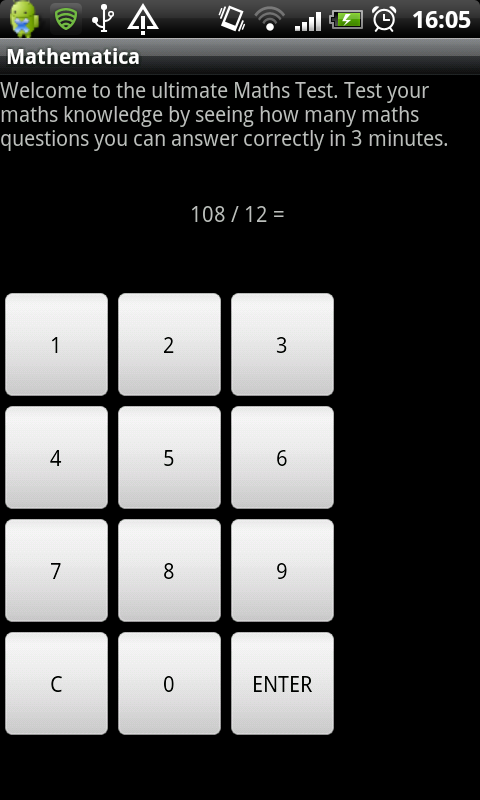 16:05
Mathematica
Welcome to the ultimate Maths Test. Test your
maths knowledge by seeing how many maths
questions you can answer correctly in 3 minutes.
108 / 12 =
1 2 3
4 5 6
7 8 9
C 0 ENTER